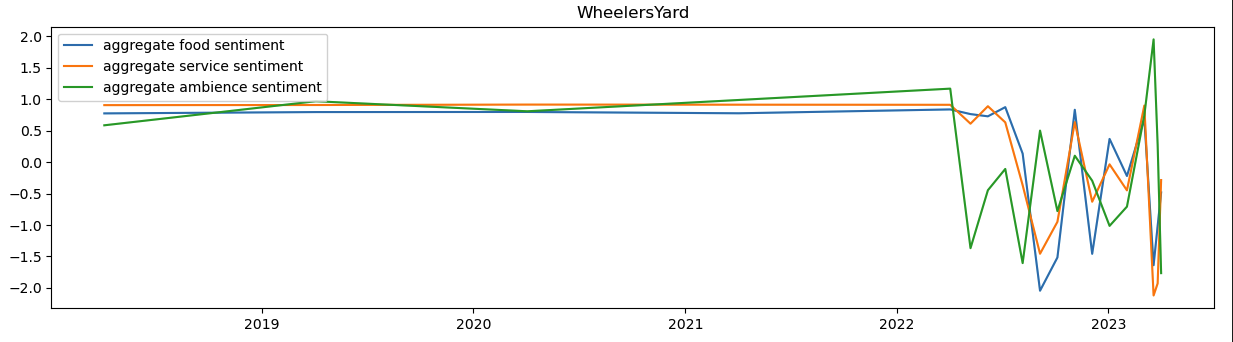 WheelersYard
2.0
1.5
1.0
0.5
0.0
−0.5
−1.0
−1.5
−2.0
aggregate food sentiment
aggregate service sentiment
aggregate ambience sentiment
2019 2020 2021 2022 2023